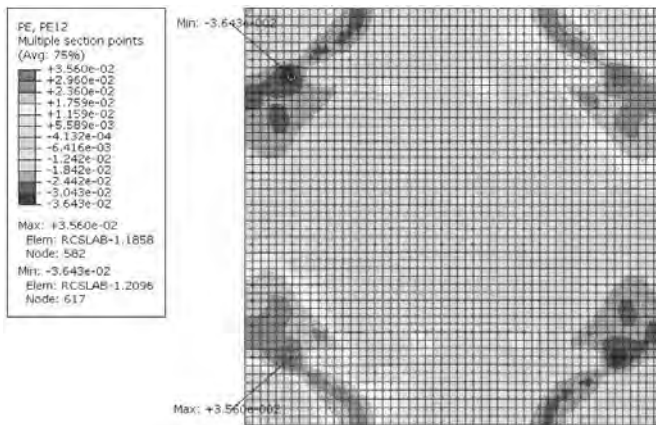 PE, PE12
Multiple section points
(Avg: 75%)
+3.560e-02
+2.960e-02
+2.360e-02
+1.759e-02
+1.159e-02
+5.589e-03
-4.132e-04
-6.416e-03
-1.242e-02
-1.842e-02
-2.442e-02
-3.043e-02
-3.643e-02
Max: +3.560e-02
Elem: RCSLAB-1.1858
Node: 582
Min: -3.643e-02
Elem: RCSLAB-1.2096
Node: 617
Min: -3.643e-002
Max: +3.560e-002